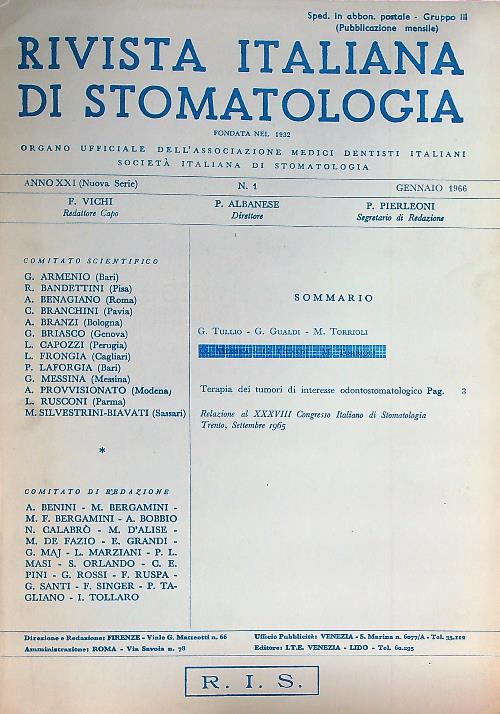 Sped. in abbon. postale - Gruppo III
(Pubblicazione mensile)
RIVISTA ITALIANA
DI STOMATOLOGIA
FONDATA NEL 1932
ORGANO UFFICIALE DELL'ASSOCIAZIONE MEDICI DENTISTI ITALIANI
SOCIETÀ ITALIANA DI STOMATOLOGIA
ANNO XXI (Nuova Serie)
N. 1
GENNAIO 1966
F. VICHI
Redattore Capo
P. ALBANESE
Direttore
P. PIERLEONI
Segretario di Redazione
COMITATO SCIENTIFICO
G. ARMENIO (Bari)
R. BANDETTINI (Pisa)
A. BENAGIANO (Roma)
C. BRANCHINI (Pavia)
A. BRANZI (Bologna)
G. BRIASCO (Genova)
L. CAPOZZI (Perugia)
L. FRONGIA (Cagliari)
P. LAFORGIA (Bari)
G. MESSINA (Messina)
A. PROVVISIONATO (Modena)
L. RUSCONI (Parma)
M. SILVESTRINI-BIAVATI (Sassari)
*
COMITATO DI REDAZIONE
A. BENINI - M. BERGAMINI -
M. F. BERGAMINI - A. BOBBIO
N. CALABRÒ - M. D'ALISE -
M. DE FAZIO - E. GRANDI -
G. MAJ - L. MARZIANI - P. L.
MASI - S. ORLANDO - C. E.
PINI - G. ROSSI - F. RUSPA -
G. SANTI - F. SINGER - P. TA-
GLIANO - I. TOLLARO
SOMMARIO
G. TULLIO - G. GUALDI - M. TORRIOLI
Terapia dei tumori di interesse odontostomatologico Pag. 3
Relazione al XXXVIII Congresso Italiano di Stomatologia
Trento, Settembre 1965
Direzione e Redazione: FIRENZE - Viale G. Matteotti n. 66
Amministrazione: ROMA - Via Savoia n. 78
Ufficio Pubblicità: VENEZIA - S. Marina n. 6077/A - Tel. 35.212
Editore: I.T.E. VENEZIA - LIDO - Tel. 60.295
R. I. S.